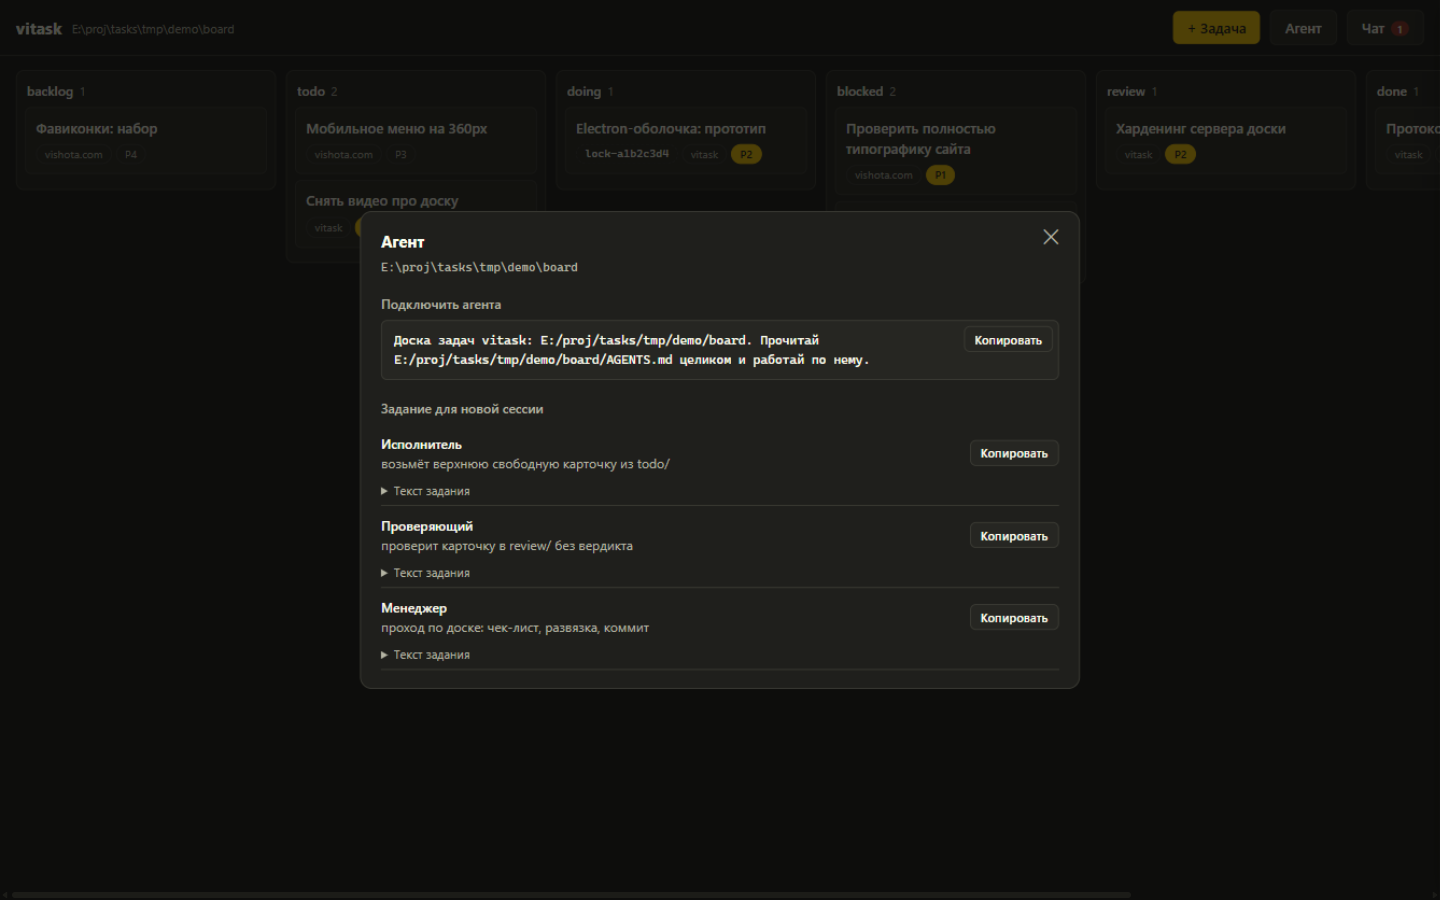 vitask E:\proj\tasks\tmp\demo\board
+ Задача
Агент
Чат 1
backlog 1
Фавиконки: набор
vishota.com P4
todo 2
Мобильное меню на 360px
vishota.com P3
Снять видео про доску
vitask
doing 1
Electron-оболочка: прототип
lock-a1b2c3d4 vitask P2
blocked 2
Проверить полностью
типографику сайта
vishota.com P1
review 1
Харденинг сервера доски
vitask P2
done 1
Проток
vitask
Агент
E:\proj\tasks\tmp\demo\board
Подключить агента
Доска задач vitask: E:/proj/tasks/tmp/demo/board. Прочитай
E:/proj/tasks/tmp/demo/board/AGENTS.md целиком и работай по нему.
Копировать
Задание для новой сессии
Исполнитель
возьмёт верхнюю свободную карточку из todo/
Копировать
Текст задания
Проверяющий
проверит карточку в review/ без вердикта
Копировать
Текст задания
Менеджер
проход по доске: чек-лист, развязка, коммит
Копировать
Текст задания